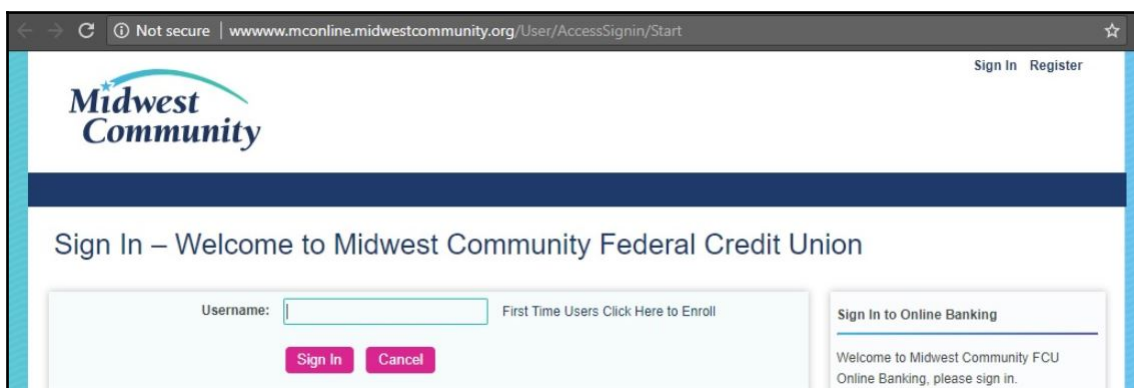 Not secure | wwwww.mconline.midwestcommunity.org/User/AccessSignin/Start
Sign In Register
Midwest
Community
Sign In – Welcome to Midwest Community Federal Credit Union
Username: First Time Users Click Here to Enroll
Sign In Cancel
Sign In to Online Banking
Welcome to Midwest Community FCU
Online Banking, please sign in.